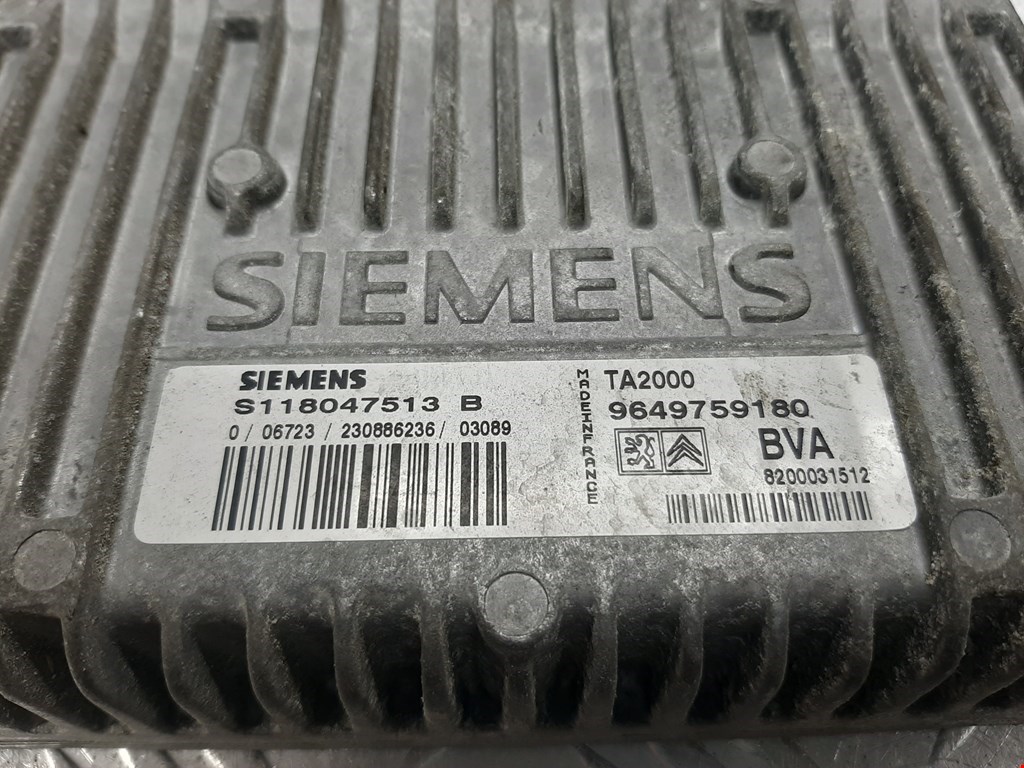 SIEMENS
SIEMENS
S118047513 B
0 / 06723 / 230886236 / 03089
MADE IN FRANCE
TA2000
9649759180
BVA
8200031512